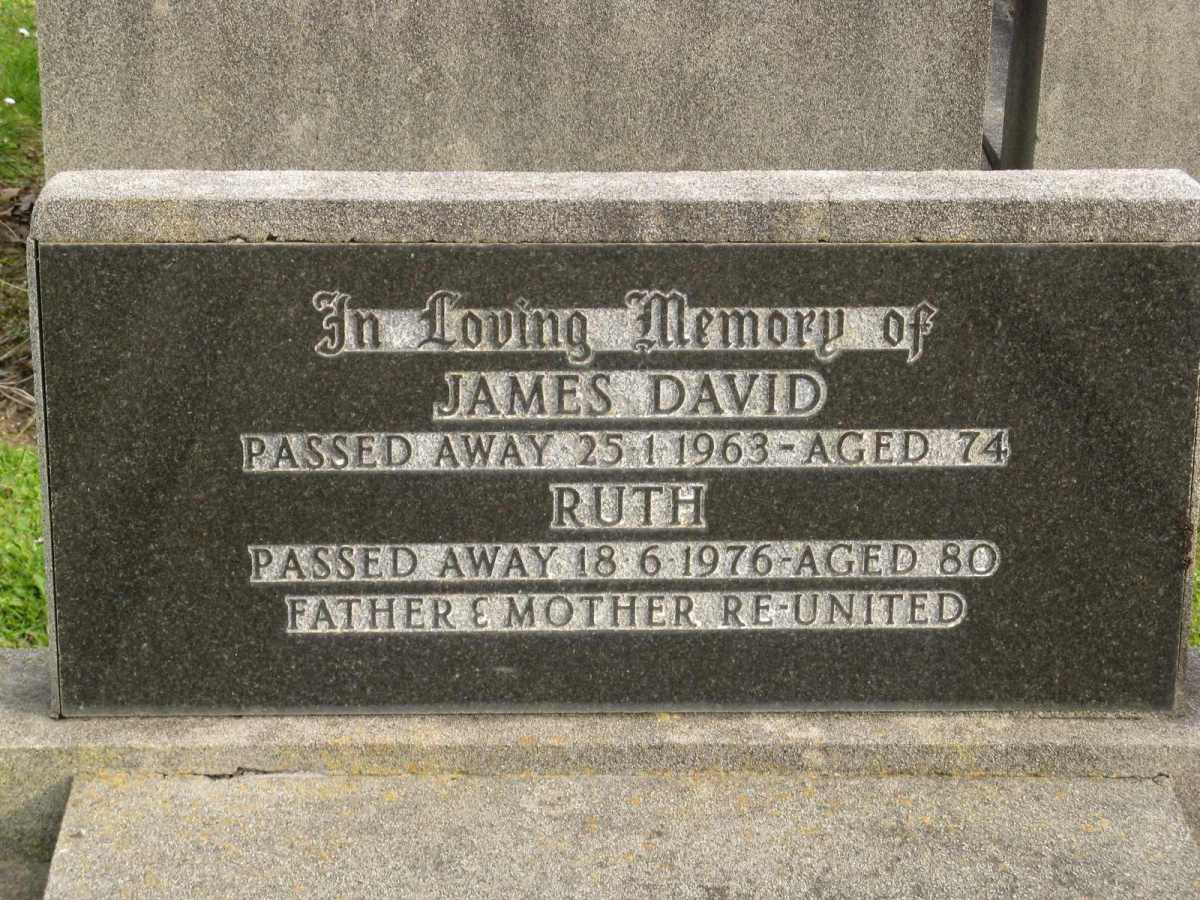 In Loving Memory of
JAMES DAVID
PASSED AWAY 25·1·1963-AGED 74
RUTH
PASSED AWAY 18·6·1976-AGED 80
FATHER & MOTHER RE-UNITED